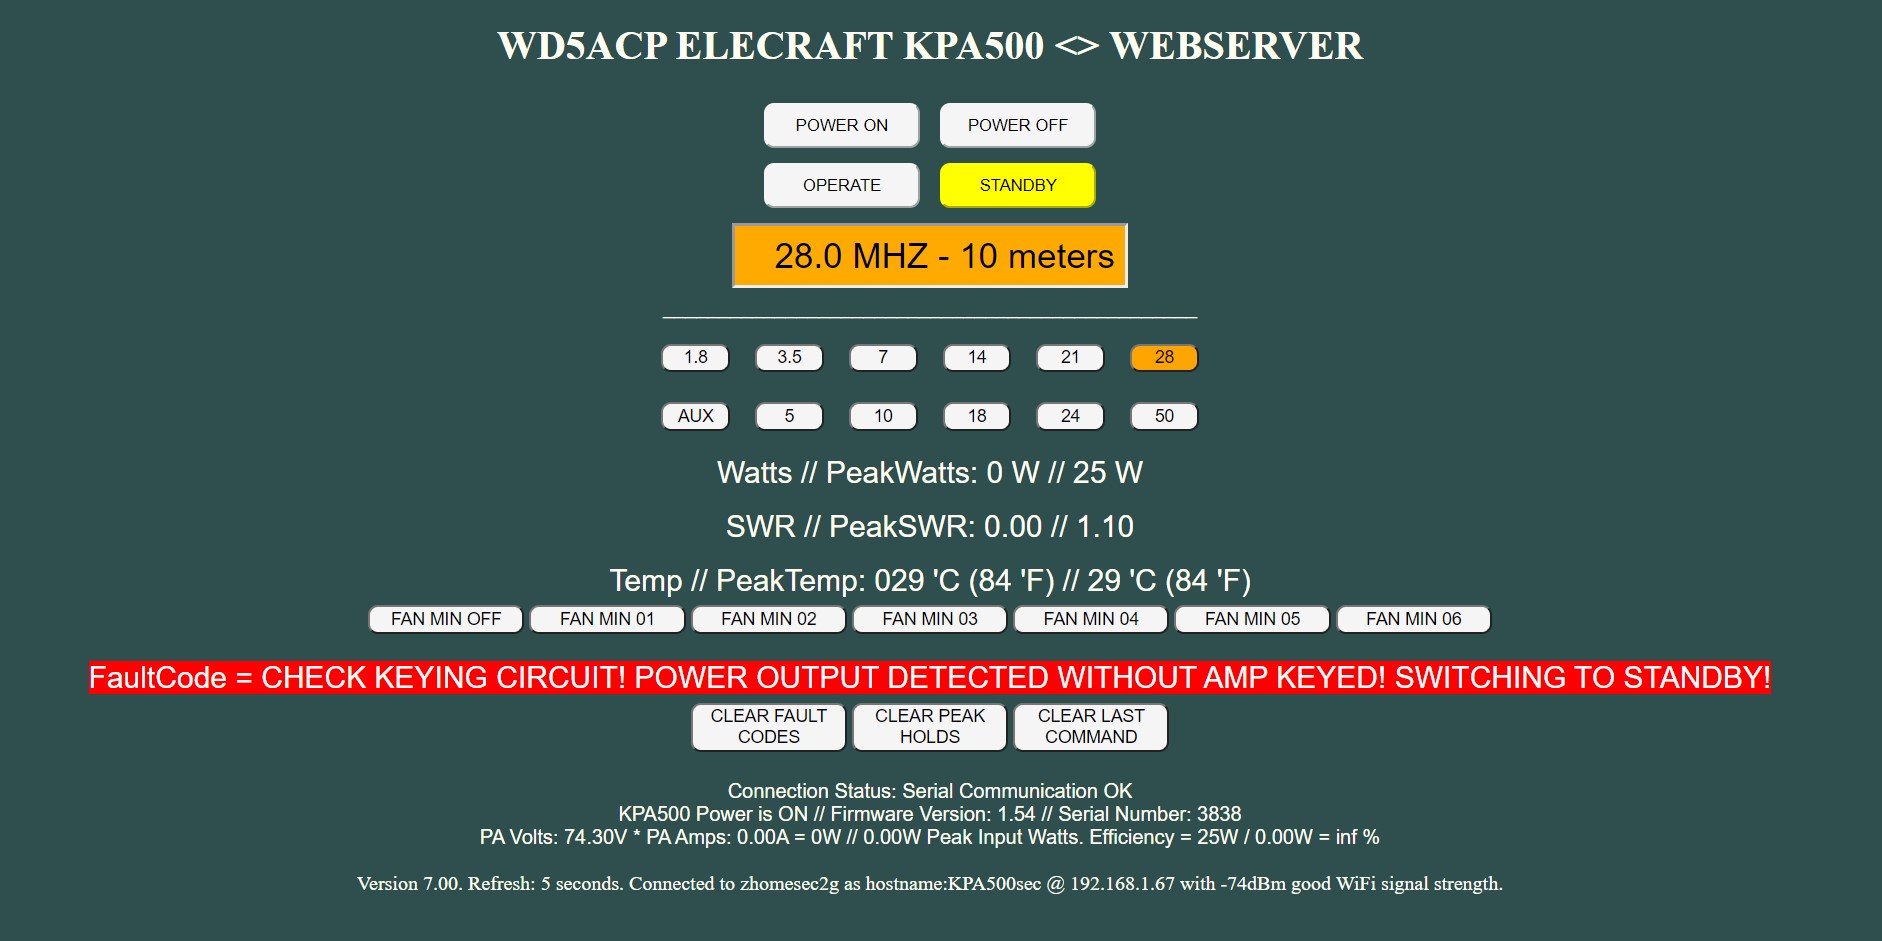 WD5ACP ELECRAFT KPA500 <> WEBSERVER
POWER ON POWER OFF
OPERATE STANDBY
28.0 MHZ - 10 meters
1.8 3.5 7 14 21 28
AUX 5 10 18 24 50
Watts // PeakWatts: 0 W // 25 W
SWR // PeakSWR: 0.00 // 1.10
Temp // PeakTemp: 029 'C (84 'F) // 29 'C (84 'F)
FAN MIN OFF FAN MIN 01 FAN MIN 02 FAN MIN 03 FAN MIN 04 FAN MIN 05 FAN MIN 06
FaultCode = CHECK KEYING CIRCUIT! POWER OUTPUT DETECTED WITHOUT AMP KEYED! SWITCHING TO STANDBY!
CLEAR FAULT CODES CLEAR PEAK HOLDS CLEAR LAST COMMAND
Connection Status: Serial Communication OK
KPA500 Power is ON // Firmware Version: 1.54 // Serial Number: 3838
PA Volts: 74.30V * PA Amps: 0.00A = 0W // 0.00W Peak Input Watts. Efficiency = 25W / 0.00W = inf %
Version 7.00. Refresh: 5 seconds. Connected to zhomesec2g as hostname:KPA500sec @ 192.168.1.67 with -74dBm good WiFi signal strength.